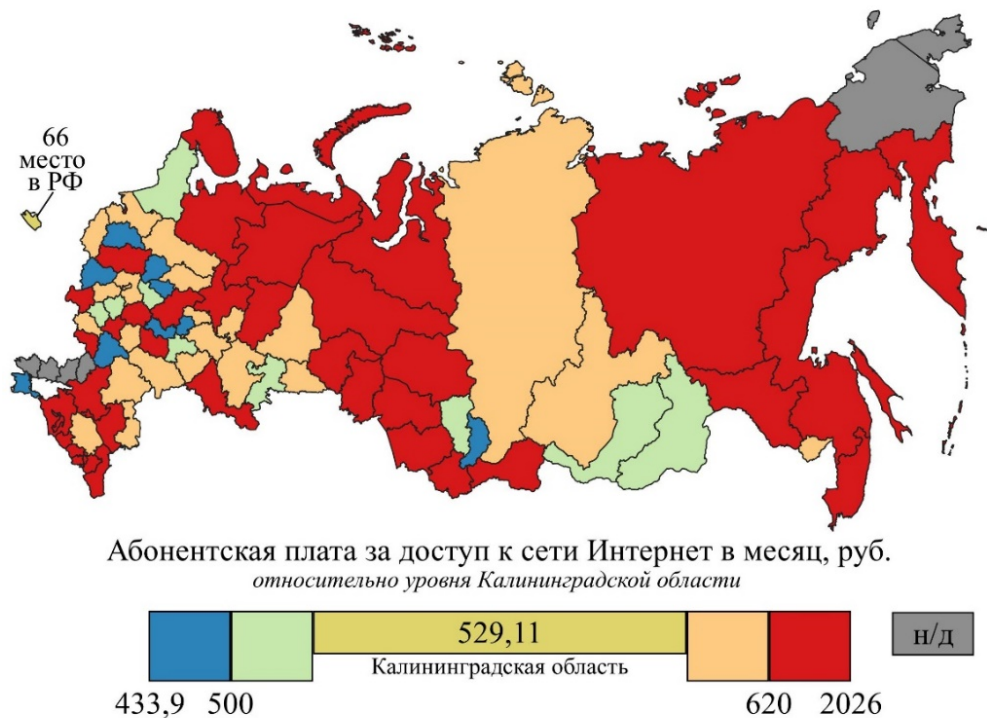 66
место
в РФ
Абонентская плата за доступ к сети Интернет в месяц, руб.
относительно уровня Калининградской области
529,11
н/д
Калининградская область
433,9 500 620 2026